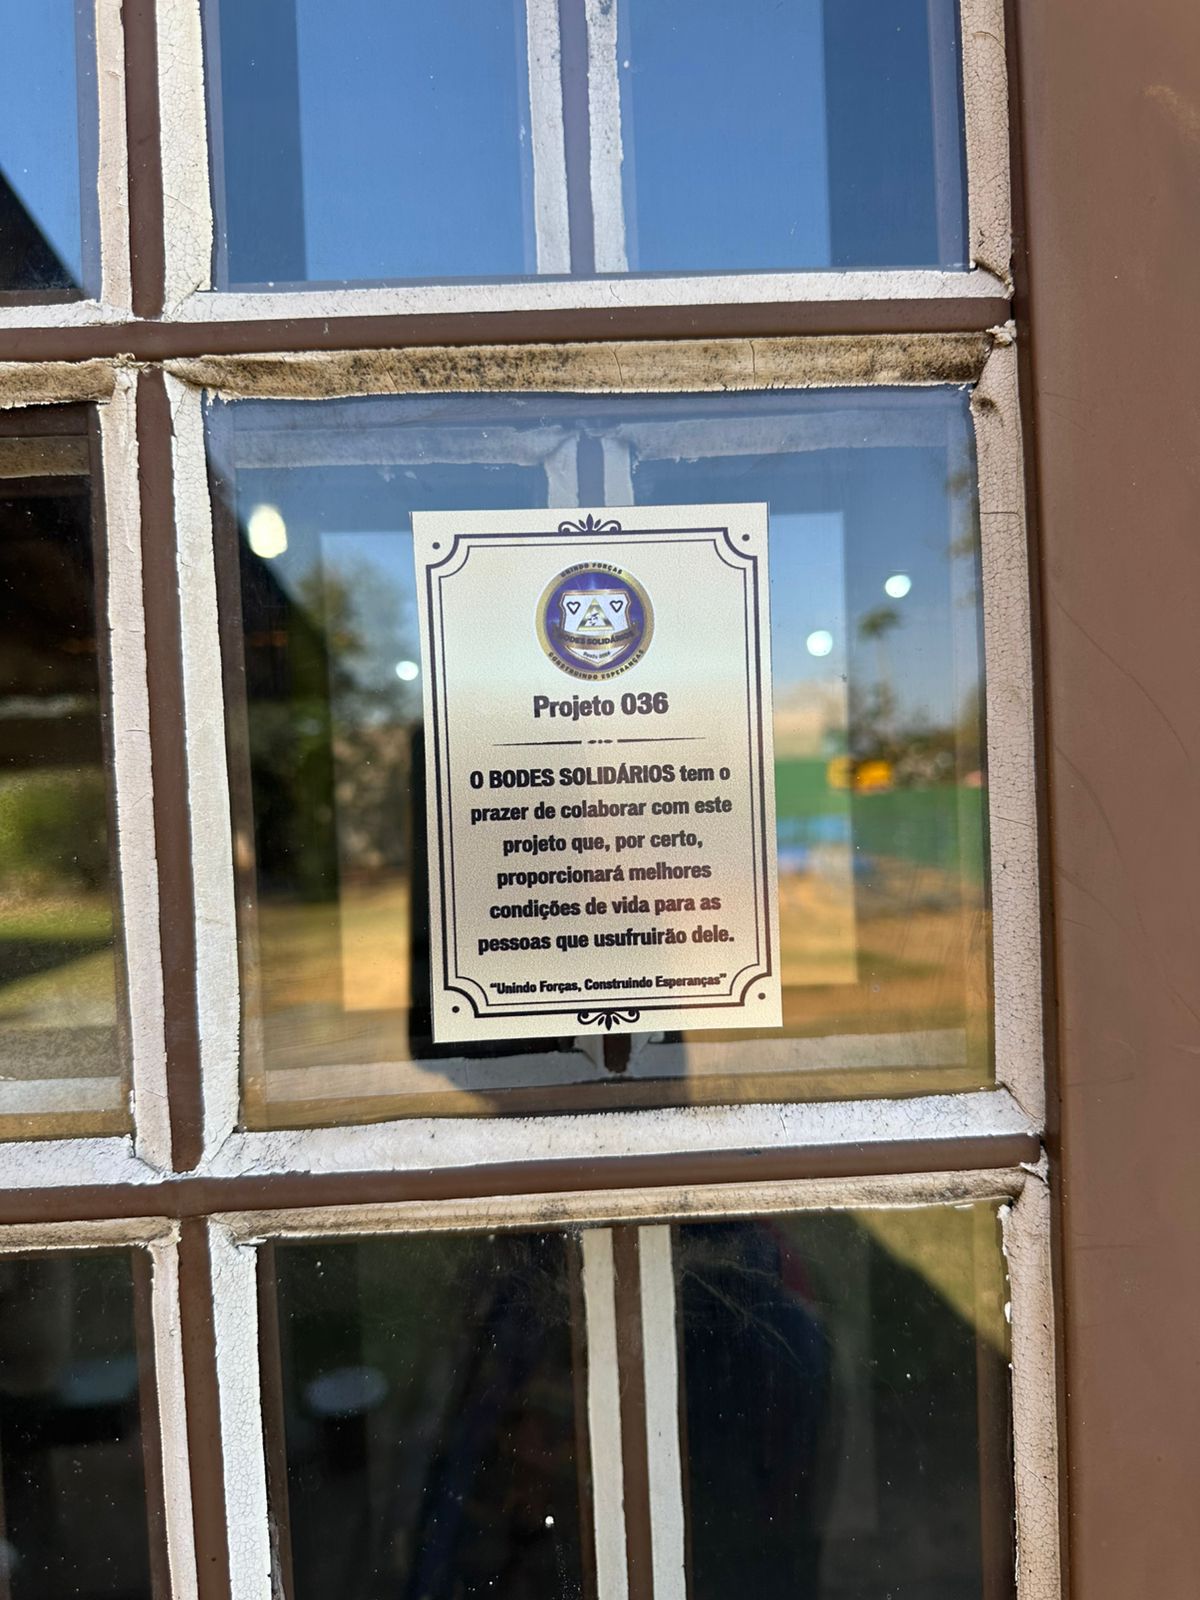 UNINDO FORÇAS
BODES SOLIDÁRIOS
CONSTRUINDO ESPERANÇAS
Projeto 036
O BODES SOLIDÁRIOS tem o
prazer de colaborar com este
projeto que, por certo,
proporcionará melhores
condições de vida para as
pessoas que usufruirão dele.
"Unindo Forças, Construindo Esperanças"